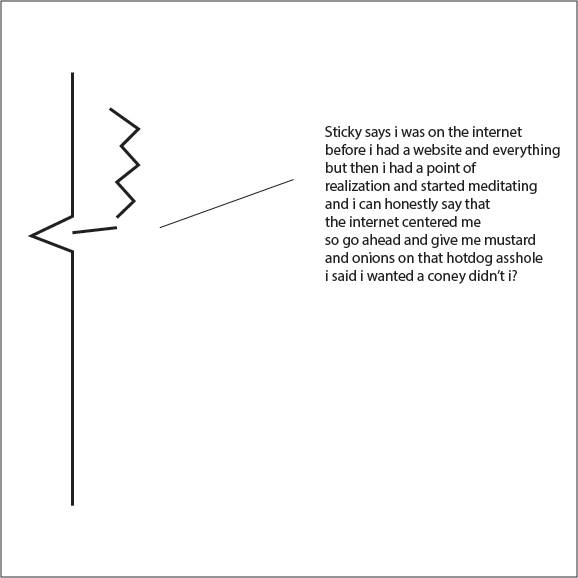 Sticky says i was on the internet
before i had a website and everything
but then i had a point of
realization and started meditating
and i can honestly say that
the internet centered me
so go ahead and give me mustard
and onions on that hotdog asshole
i said i wanted a coney didn’t i?